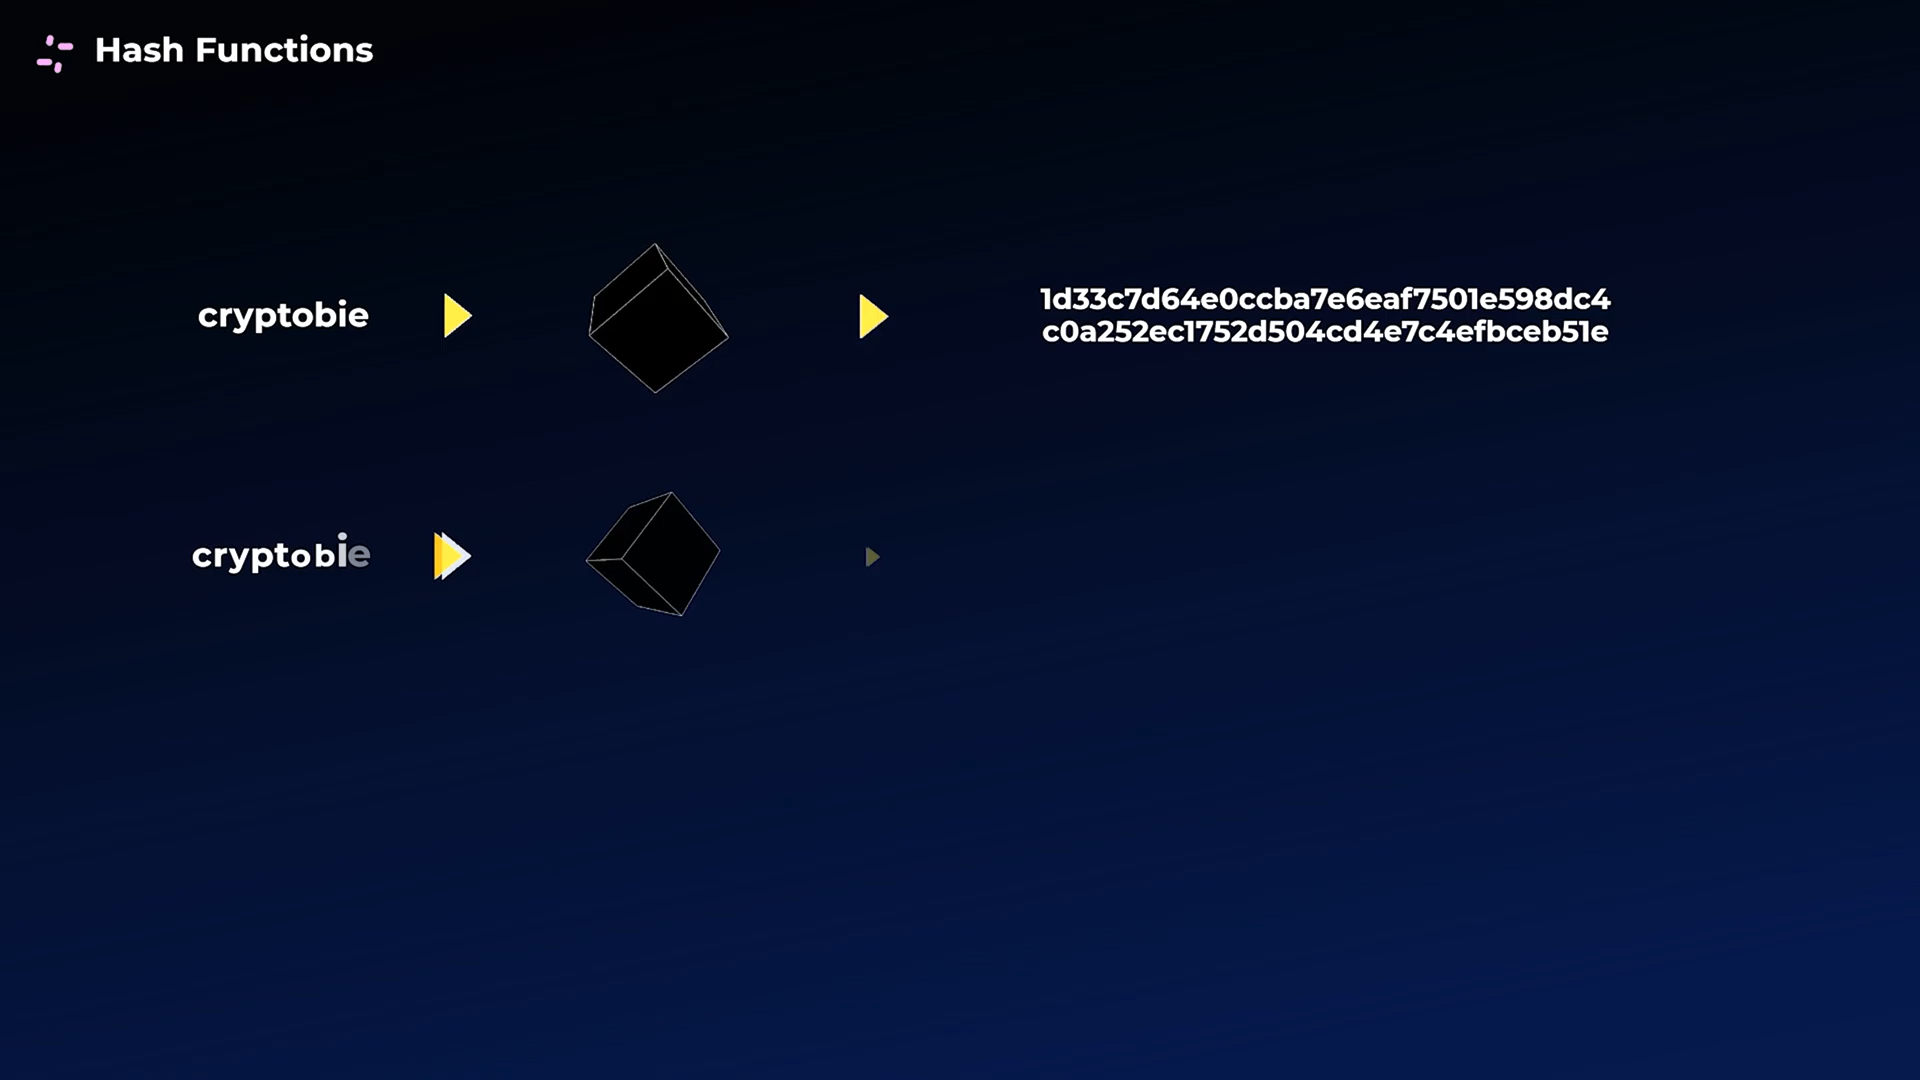 Hash Functions
cryptobie
1d33c7d64e0ccba7e6eaf7501e598dc4
c0a252ec1752d504cd4e7c4efbceb51e
cryptobie